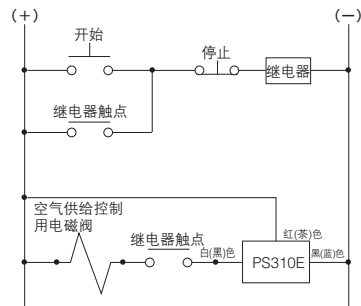 (+)
(−)
开始
停止
继电器
继电器触点
空气供给控制
用电磁阀
继电器触点
白(黑)色
红(茶)色
PS310E
黑(蓝)色